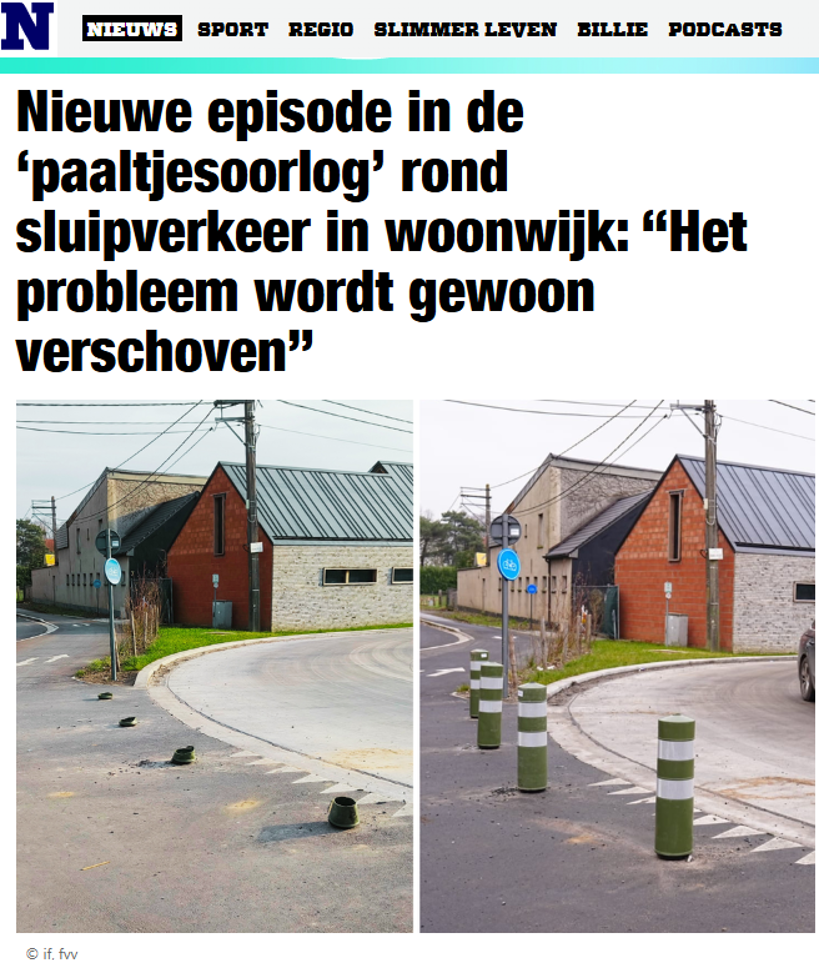 N NIEUWS SPORT REGIO SLIMMER LEVEN BILLIE PODCASTS
Nieuwe episode in de
‘paaltjesoorlog’ rond
sluipverkeer in woonwijk: “Het
probleem wordt gewoon
verschoven”
© if, fvv